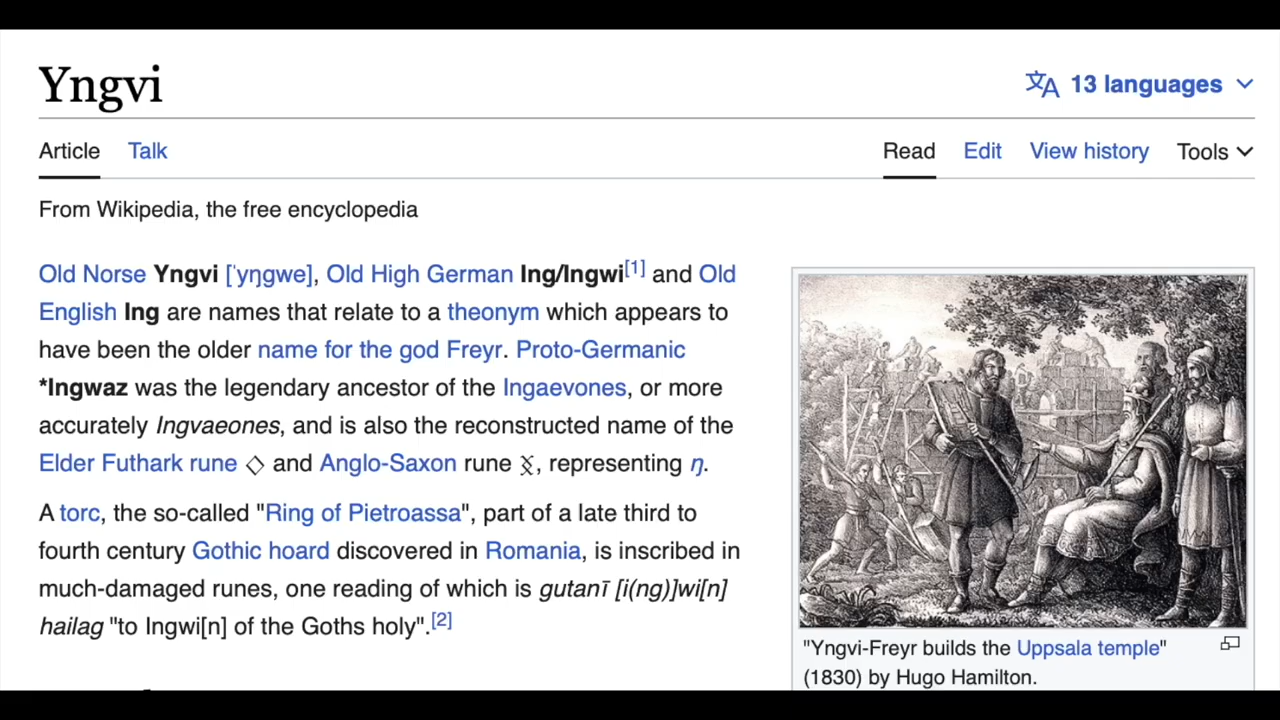 Yngvi
13 languages
Article Talk
Read Edit View history Tools
From Wikipedia, the free encyclopedia
Old Norse Yngvi [ˈyŋɡwe], Old High German Ing/Ingwi[1] and Old
English Ing are names that relate to a theonym which appears to
have been the older name for the god Freyr. Proto-Germanic
*Ingwaz was the legendary ancestor of the Ingaevones, or more
accurately Ingvaeones, and is also the reconstructed name of the
Elder Futhark rune ᛜ and Anglo-Saxon rune ᛝ, representing ŋ.
A torc, the so-called "Ring of Pietroassa", part of a late third to
fourth century Gothic hoard discovered in Romania, is inscribed in
much-damaged runes, one reading of which is gutanī [i(ng)]wi[n]
hailag "to Ingwi[n] of the Goths holy".[2]
"Yngvi-Freyr builds the Uppsala temple"
(1830) by Hugo Hamilton.